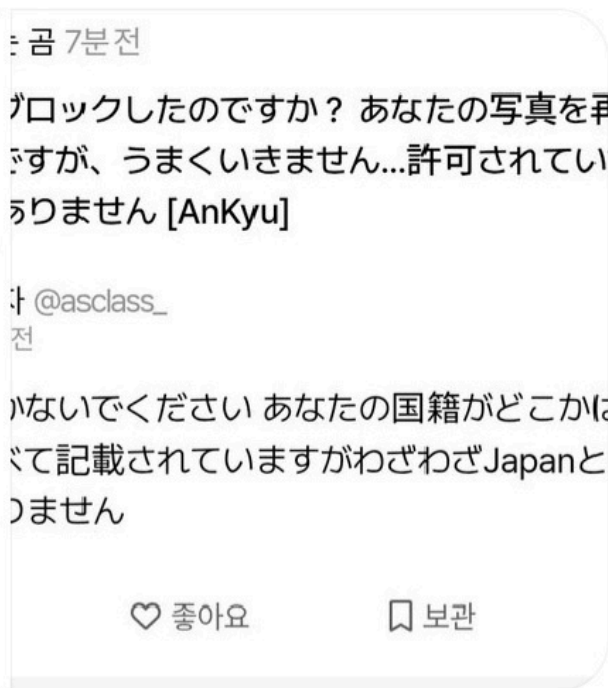 곰 7분 전
ブロックしたのですか？ あなたの写真を再
ですが、うまくいきません...許可されてい
ありません [AnKyu]
@asclass_
전
かないでください あなたの国籍がどこかは
べて記載されていますがわざわざJapanと
りません
좋아요
보관